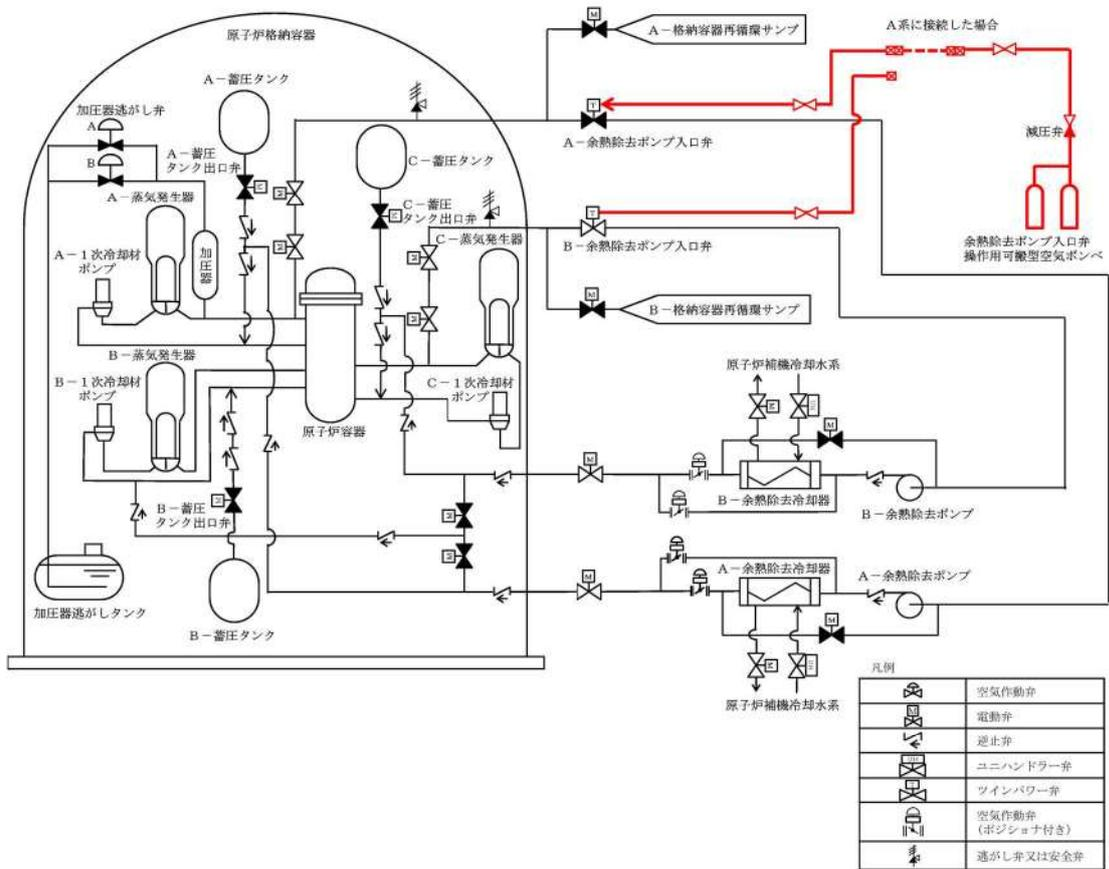 原子炉格納容器
A－蓄圧タンク
加圧器逃がし弁
A
B
A－蓄圧
タンク出口弁
A－蒸気発生器
A－1次冷却材
ポンプ
加圧器
B－蒸気発生器
B－1次冷却材
ポンプ
B－蓄圧
タンク出口弁
B－蓄圧タンク
加圧器逃がしタンク
C－蓄圧タンク
C－蓄圧
タンク出口弁
C－蒸気発生器
C－1次冷却材
ポンプ
原子炉容器
M
A－格納容器再循環サンプ
T
A－余熱除去ポンプ入口弁
T
B－余熱除去ポンプ入口弁
M
B－格納容器再循環サンプ
A系に接続した場合
減圧弁
余熱除去ポンプ入口弁
操作用可搬型空気ボンベ
原子炉補機冷却水系
M
M
B－余熱除去冷却器
B－余熱除去ポンプ
M
A－余熱除去冷却器
A－余熱除去ポンプ
M
原子炉補機冷却水系
凡例
空気作動弁
M
電動弁
逆止弁
ユニハンドラー弁
T
ツインパワー弁
空気作動弁
(ポジショナ付き)
逃がし弁又は安全弁